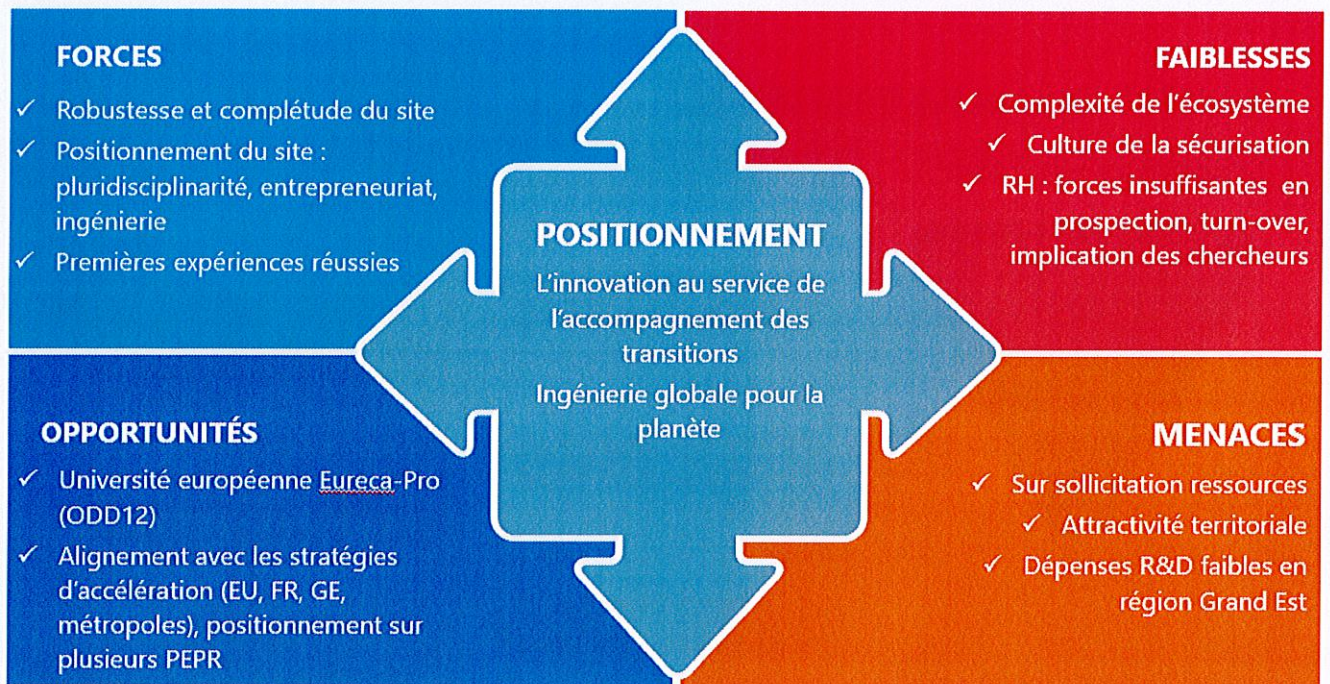 FORCES
✓ Robustesse et complétude du site
✓ Positionnement du site :
pluridisciplinarité, entrepreneuriat,
ingénierie
✓ Premières expériences réussies
FAIBLESSES
✓ Complexité de l'écosystème
✓ Culture de la sécurisation
✓ RH : forces insuffisantes en
prospection, turn-over,
implication des chercheurs
POSITIONNEMENT
L'innovation au service de
l'accompagnement des
transitions
Ingénierie globale pour la
planète
OPPORTUNITÉS
✓ Université européenne Eureca-Pro
(ODD12)
✓ Alignement avec les stratégies
d'accélération (EU, FR, GE,
métropoles), positionnement sur
plusieurs PEPR
MENACES
✓ Sur sollicitation ressources
✓ Attractivité territoriale
✓ Dépenses R&D faibles en
région Grand Est